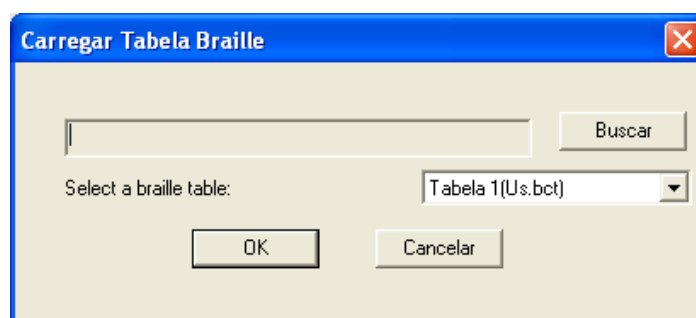 Carregar Tabela Braille
Buscar
Select a braille table: Tabela 1(Us.bct)
OK Cancelar